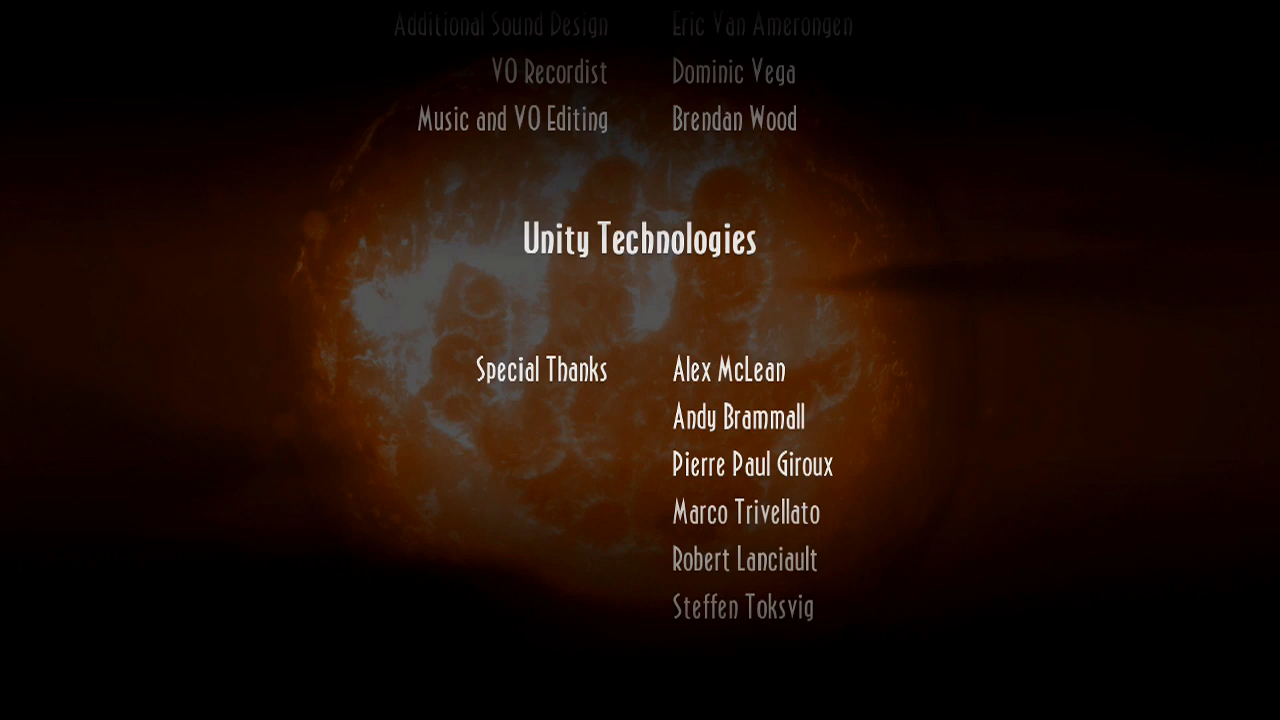 Additional Sound Design Eric Van Amerongen
VO Recordist Dominic Vega
Music and VO Editing Brendan Wood
Unity Technologies
Special Thanks Alex McLean
Andy Brammall
Pierre Paul Giroux
Marco Trivellato
Robert Lanciault
Steffen Toksvig